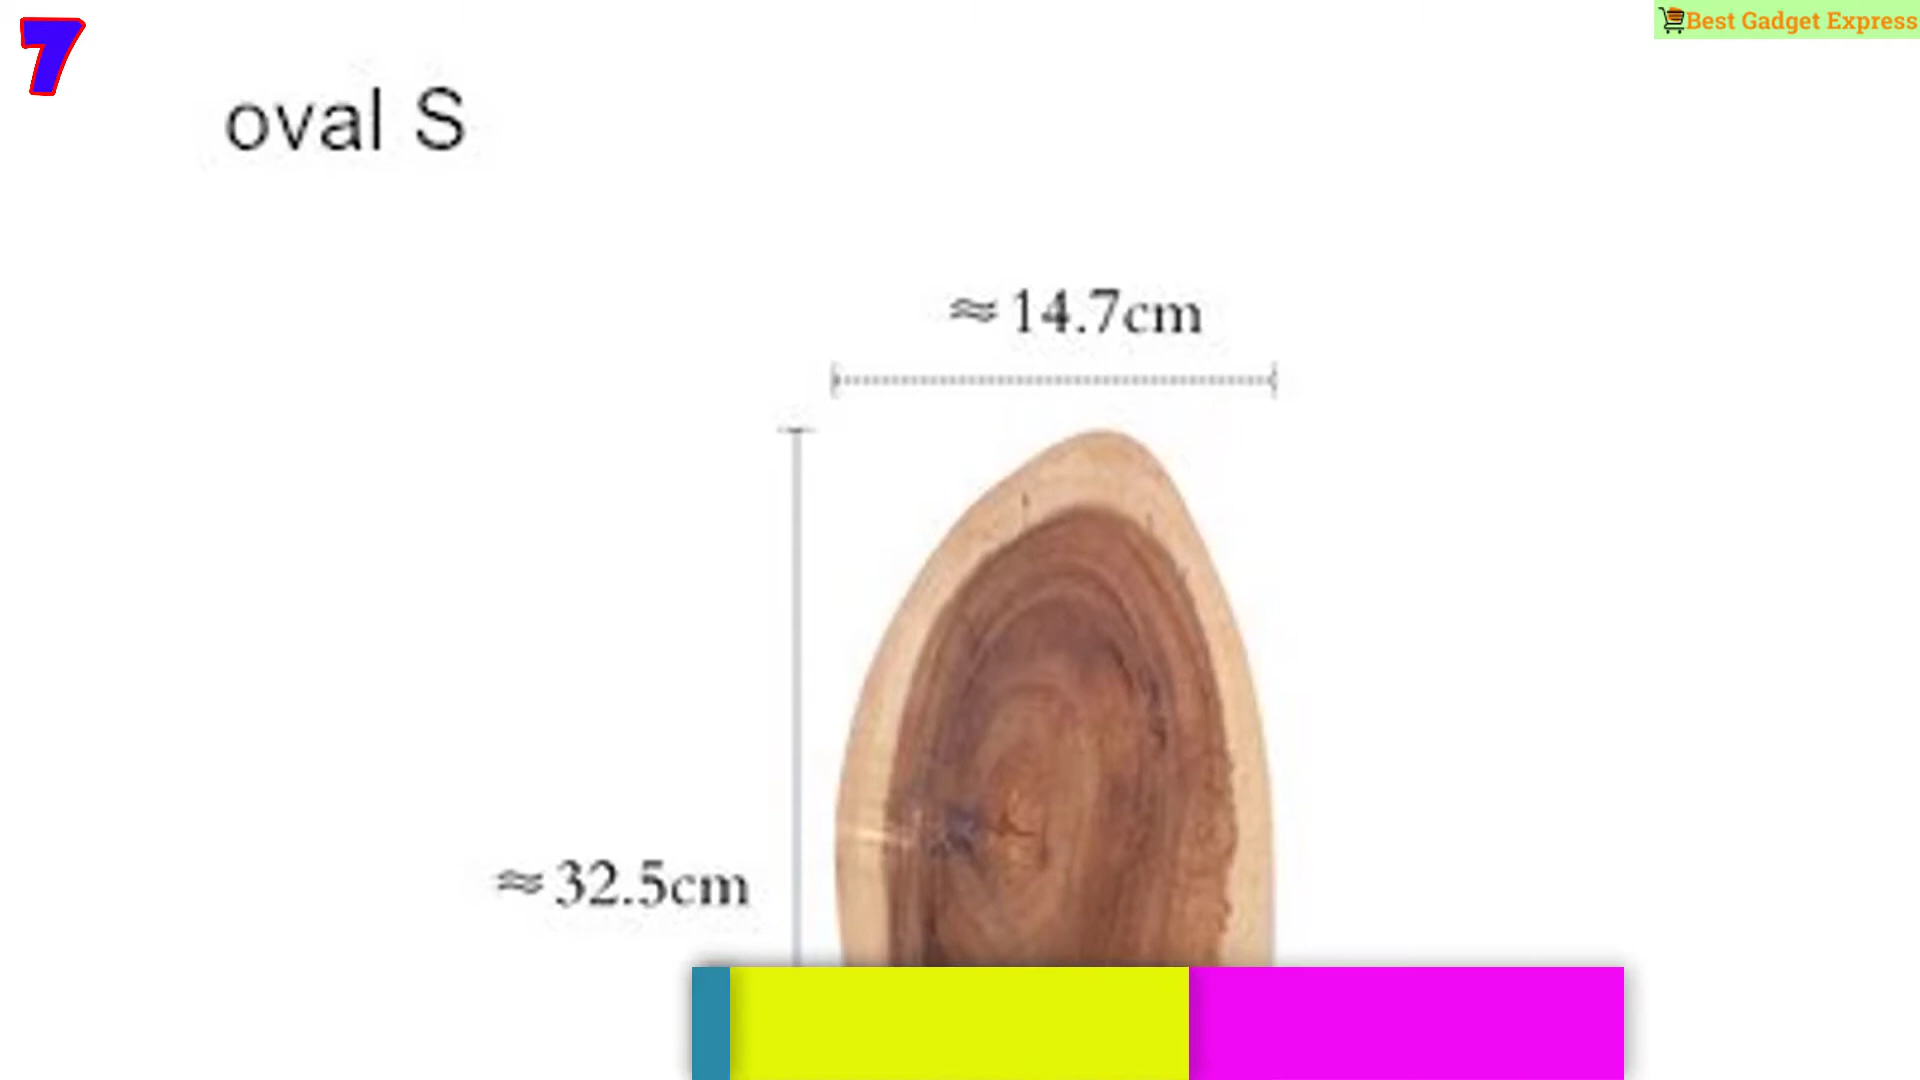 7
Best Gadget Express
oval S
≈14.7cm
≈32.5cm